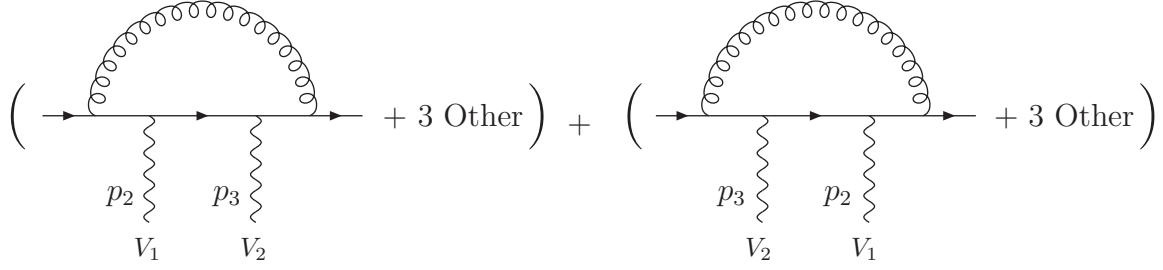 ( + 3 Other ) + ( + 3 Other )
p₂ p₃ p₃ p₂
V₁ V₂ V₂ V₁